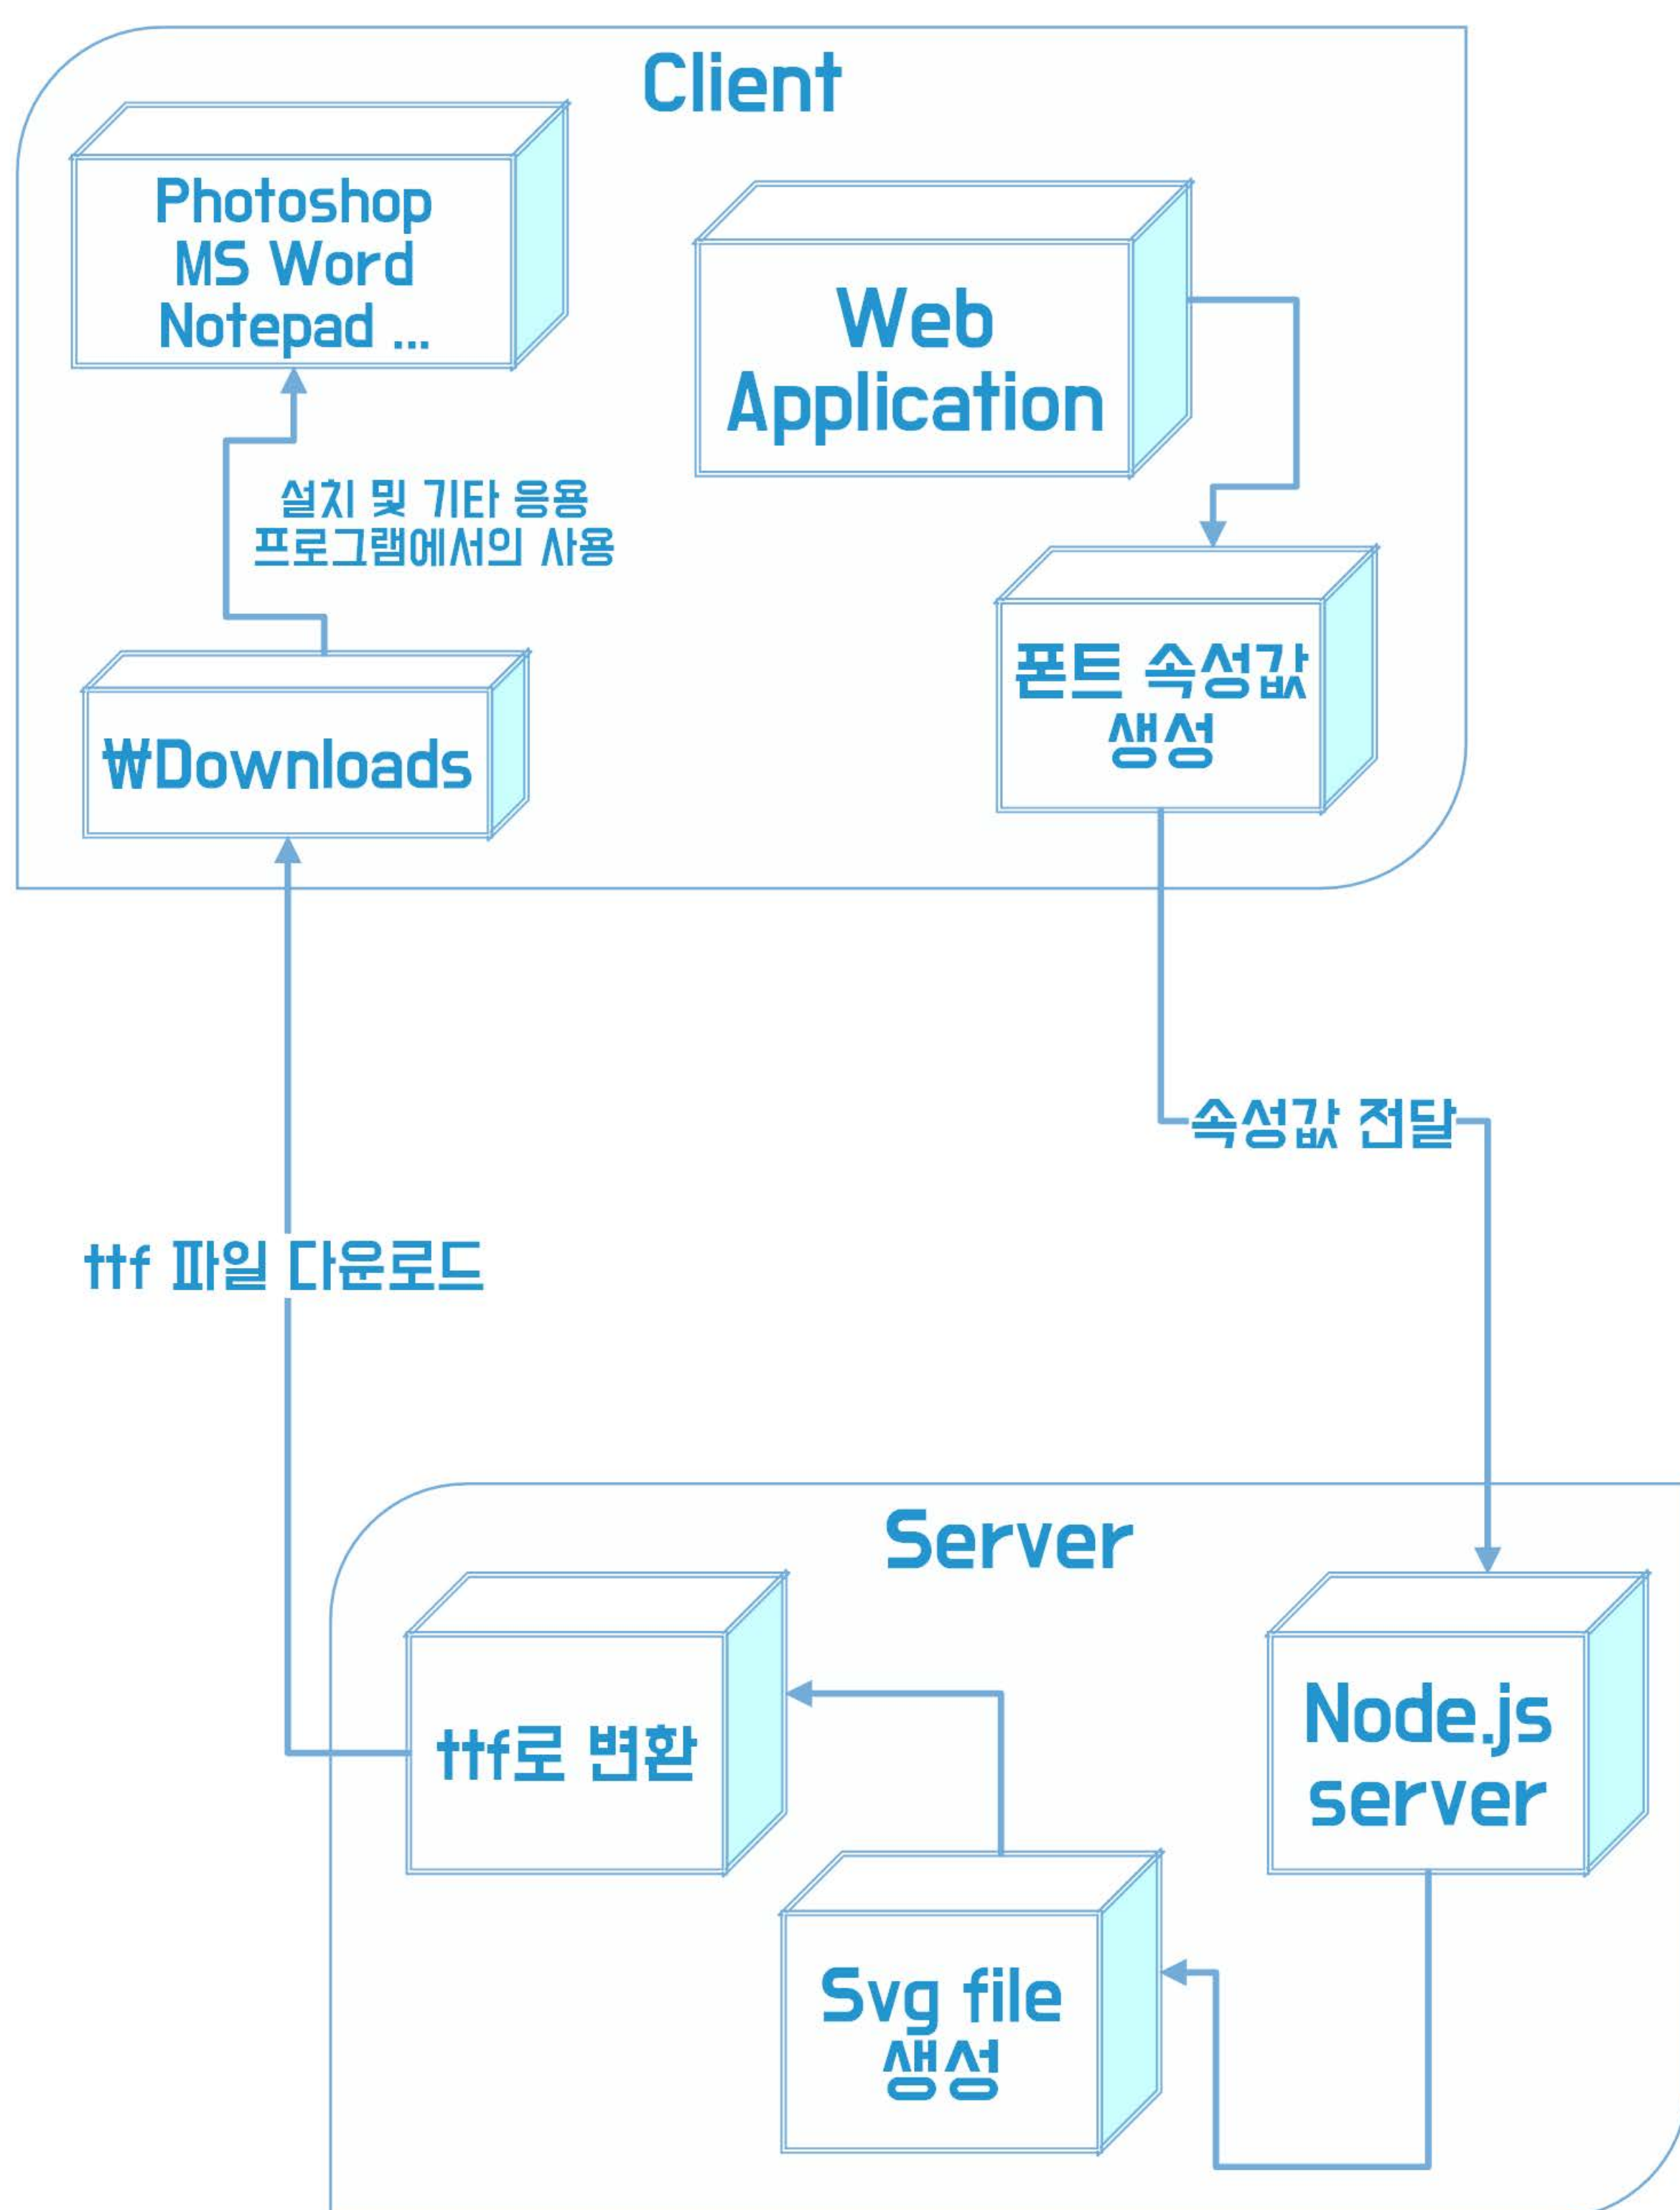 Client
Photoshop
MS Word
Notepad ...
Web
Application
설치 및 기타 응용
프로그램에서의 사용
폰트 속성값
생성
₩Downloads
속성값 전달
ttf 파일 다운로드
Server
ttf로 변환
Node.js
server
Svg file
생성